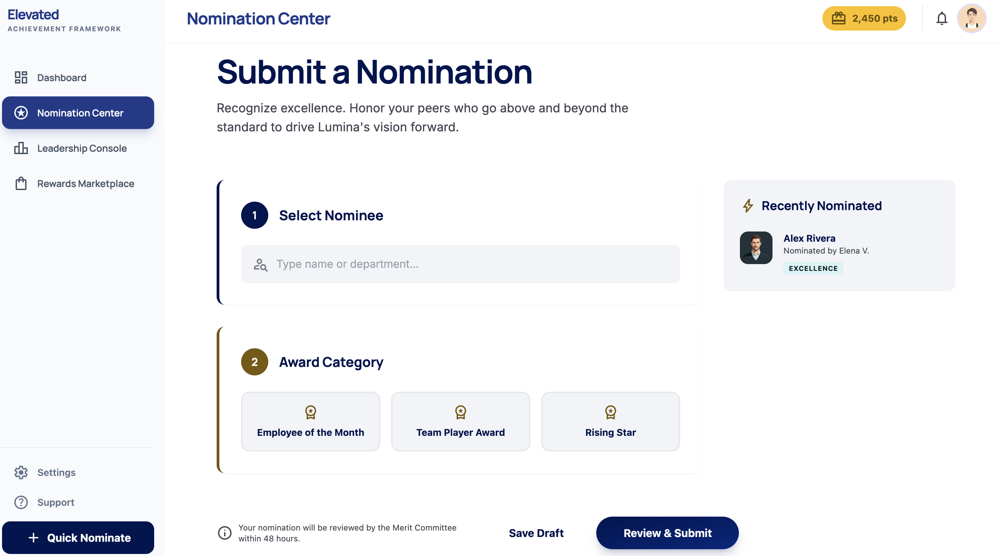 Elevated
ACHIEVEMENT FRAMEWORK
Dashboard
Nomination Center
Leadership Console
Rewards Marketplace
Settings
Support
Quick Nominate
Nomination Center
2,450 pts
Submit a Nomination
Recognize excellence. Honor your peers who go above and beyond the
standard to drive Lumina's vision forward.
1
Select Nominee
Type name or department...
2
Award Category
Employee of the Month
Team Player Award
Rising Star
Your nomination will be reviewed by the Merit Committee
within 48 hours.
Save Draft
Review & Submit
Recently Nominated
Alex Rivera
Nominated by Elena V.
EXCELLENCE